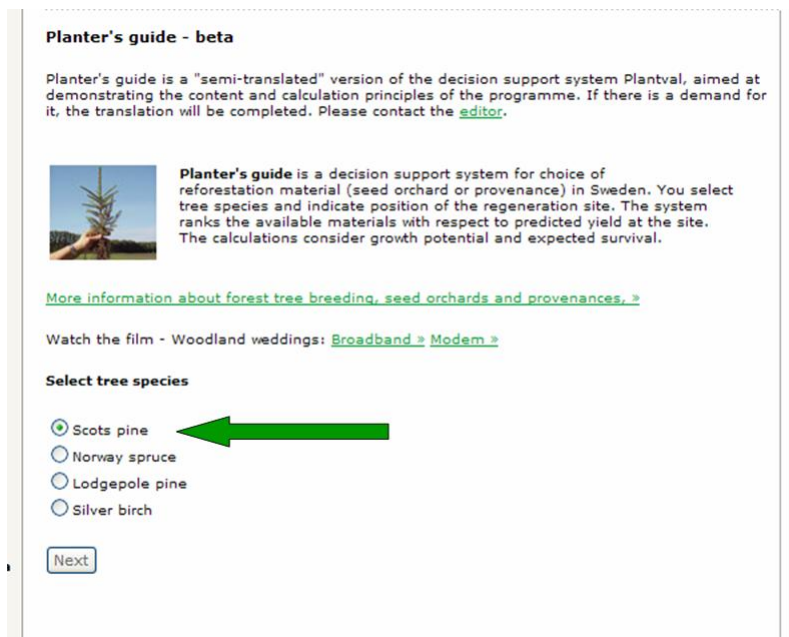 Planter's guide - beta
Planter's guide is a "semi-translated" version of the decision support system Plantval, aimed at
demonstrating the content and calculation principles of the programme. If there is a demand for
it, the translation will be completed. Please contact the editor.
Planter's guide is a decision support system for choice of
reforestation material (seed orchard or provenance) in Sweden. You select
tree species and indicate position of the regeneration site. The system
ranks the available materials with respect to predicted yield at the site.
The calculations consider growth potential and expected survival.
More information about forest tree breeding, seed orchards and provenances, »
Watch the film - Woodland weddings: Broadband » Modem »
Select tree species
Scots pine
Norway spruce
Lodgepole pine
Silver birch
Next